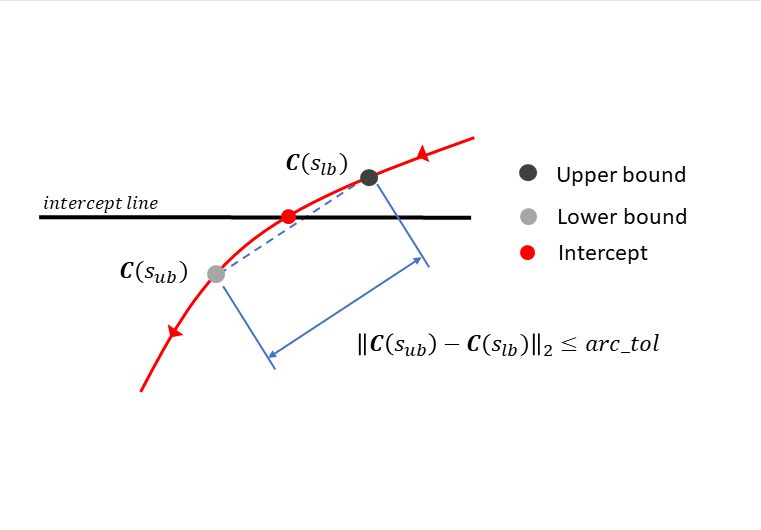 C(s_lb)
Upper bound
intercept line
Lower bound
Intercept
C(s_ub)
‖C(s_ub) − C(s_lb)‖₂ ≤ arc_tol